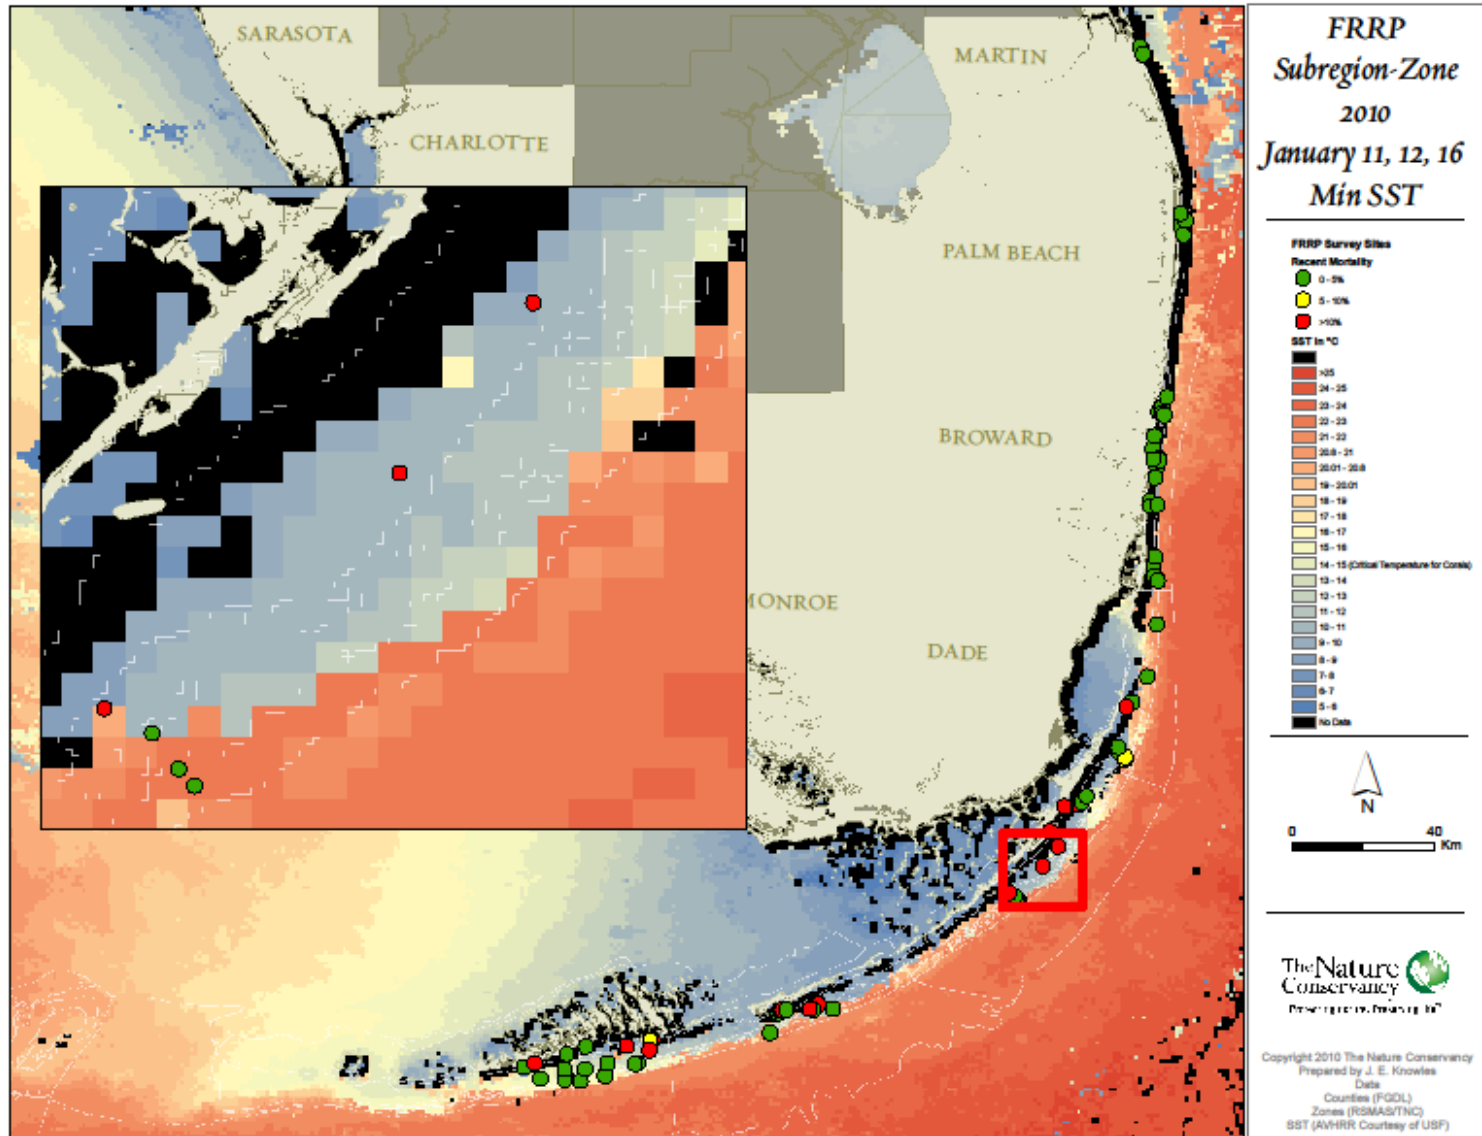 SARASOTA
CHARLOTTE
MARTIN
PALM BEACH
BROWARD
MONROE
DADE
FRRP
Subregion-Zone
2010
January 11, 12, 16
Min SST
FRRP Survey Sites
Recent Mortality
0 - 5%
5 - 10%
>10%
SST in °C
>25
24 - 25
23 - 24
22 - 23
21 - 22
20.8 - 21
20.01 - 20.8
19 - 20.01
18 - 19
17 - 18
16 - 17
15 - 16
14 - 15 (Critical Temperature for Corals)
13 - 14
12 - 13
11 - 12
10 - 11
9 - 10
8 - 9
7 - 8
6 - 7
5 - 6
No Data
N
0 40
Km
The Nature
Conservancy
Copyright 2010 The Nature Conservancy
Prepared by J. E. Knowles
Data
Counties (FGDL)
Zones (RSMAS/TNC)
SST (AVHRR Courtesy of USF)